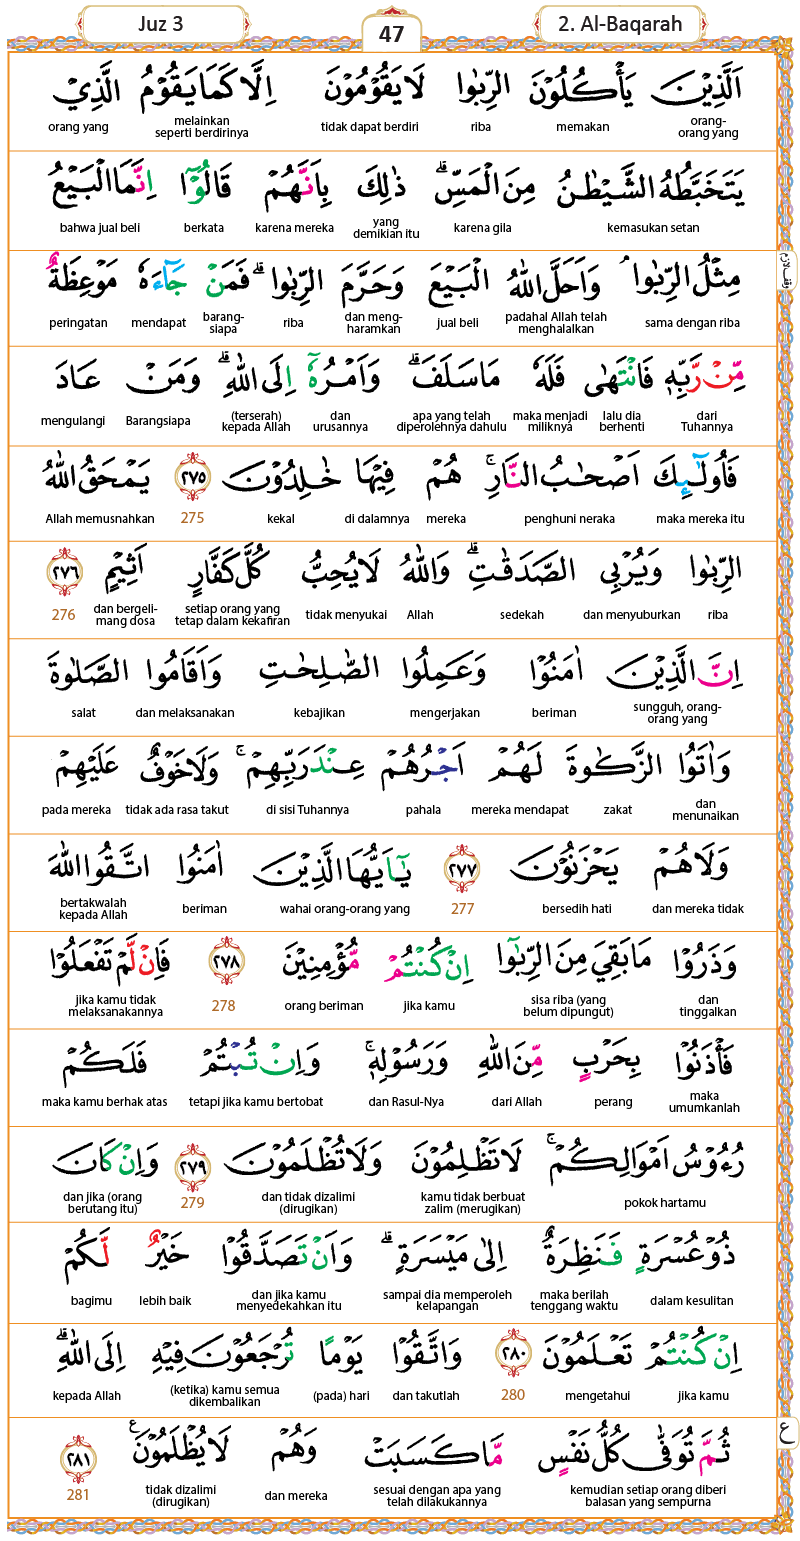 Juz 3
47
2. Al-Baqarah
اَلَّذِيْنَ يَأْكُلُوْنَ الرِّبٰوا لَا يَقُوْمُوْنَ اِلَّا كَمَا يَقُوْمُ الَّذِيْ
orang-orang yang memakan riba tidak dapat berdiri melainkan seperti berdirinya orang yang
يَتَخَبَّطُهُ الشَّيْطٰنُ مِنَ الْمَسِّۗ ذٰلِكَ بِاَنَّهُمْ قَالُوْٓا اِنَّمَا الْبَيْعُ
kemasukan setan karena gila yang demikian itu karena mereka berkata bahwa jual beli
مِثْلُ الرِّبٰواۘ وَاَحَلَّ اللّٰهُ الْبَيْعَ وَحَرَّمَ الرِّبٰواۗ فَمَنْ جَاۤءَهٗ مَوْعِظَةٌ
sama dengan riba padahal Allah telah menghalalkan jual beli dan meng-haramkan riba barang-siapa mendapat peringatan
مِّنْ رَّبِّهٖ فَانْتَهٰى فَلَهٗ مَا سَلَفَۗ وَاَمْرُهٗٓ اِلَى اللّٰهِۗ وَمَنْ عَادَ
dari Tuhannya lalu dia berhenti maka menjadi miliknya apa yang telah diperolehnya dahulu dan urusannya (terserah) kepada Allah Barangsiapa mengulangi
فَاُولٰۤىِٕكَ اَصْحٰبُ النَّارِۚ هُمْ فِيْهَا خٰلِدُوْنَ ٢٧٥ يَمْحَقُ اللّٰهُ
maka mereka itu penghuni neraka mereka di dalamnya kekal 275 Allah memusnahkan
الرِّبٰوا وَيُرْبِى الصَّدَقٰتِۗ وَاللّٰهُ لَا يُحِبُّ كُلَّ كَفَّارٍ اَثِيْمٍ ٢٧٦
riba dan menyuburkan sedekah Allah tidak menyukai setiap orang yang tetap dalam kekafiran dan bergeli-mang dosa 276
اِنَّ الَّذِيْنَ اٰمَنُوْا وَعَمِلُوا الصّٰلِحٰتِ وَاَقَامُوا الصَّلٰوةَ
sungguh, orang-orang yang beriman mengerjakan kebajikan dan melaksanakan salat
وَاٰتَوُا الزَّكٰوةَ لَهُمْ اَجْرُهُمْ عِنْدَ رَبِّهِمْۚ وَلَا خَوْفٌ عَلَيْهِمْ
dan menunaikan zakat mereka mendapat pahala di sisi Tuhannya tidak ada rasa takut pada mereka
وَلَا هُمْ يَحْزَنُوْنَ ٢٧٧ يٰٓاَيُّهَا الَّذِيْنَ اٰمَنُوا اتَّقُوا اللّٰهَ
dan mereka tidak bersedih hati 277 wahai orang-orang yang beriman bertakwalah kepada Allah
وَذَرُوْا مَا بَقِيَ مِنَ الرِّبٰوٓا اِنْ كُنْتُمْ مُّؤْمِنِيْنَ ٢٧٨ فَاِنْ لَّمْ تَفْعَلُوْا
dan tinggalkan sisa riba (yang belum dipungut) jika kamu orang beriman 278 jika kamu tidak melaksanakannya
فَأْذَنُوْا بِحَرْبٍ مِّنَ اللّٰهِ وَرَسُوْلِهٖۚ وَاِنْ تُبْتُمْ فَلَكُمْ
maka umumkanlah perang dari Allah dan Rasul-Nya tetapi jika kamu bertobat maka kamu berhak atas
رُءُوْسُ اَمْوَالِكُمْۚ لَا تَظْلِمُوْنَ وَلَا تُظْلَمُوْنَ ٢٧٩ وَاِنْ كَانَ
pokok hartamu kamu tidak berbuat zalim (merugikan) dan tidak dizalimi (dirugikan) 279 dan jika (orang berutang itu)
ذُوْ عُسْرَةٍ فَنَظِرَةٌ اِلٰى مَيْسَرَةٍۗ وَاَنْ تَصَدَّقُوْا خَيْرٌ لَّكُمْ
dalam kesulitan maka berilah tenggang waktu sampai dia memperoleh kelapangan dan jika kamu menyedekahkan itu lebih baik bagimu
اِنْ كُنْتُمْ تَعْلَمُوْنَ ٢٨٠ وَاتَّقُوْا يَوْمًا تُرْجَعُوْنَ فِيْهِ اِلَى اللّٰهِۗ
jika kamu mengetahui 280 dan takutlah (pada) hari (ketika) kamu semua dikembalikan kepada Allah
ثُمَّ تُوَفّٰى كُلُّ نَفْسٍ مَّا كَسَبَتْ وَهُمْ لَا يُظْلَمُوْنَ ࣖ ٢٨١
ع
kemudian setiap orang diberi balasan yang sempurna sesuai dengan apa yang telah dilakukannya dan mereka tidak dizalimi (dirugikan) 281